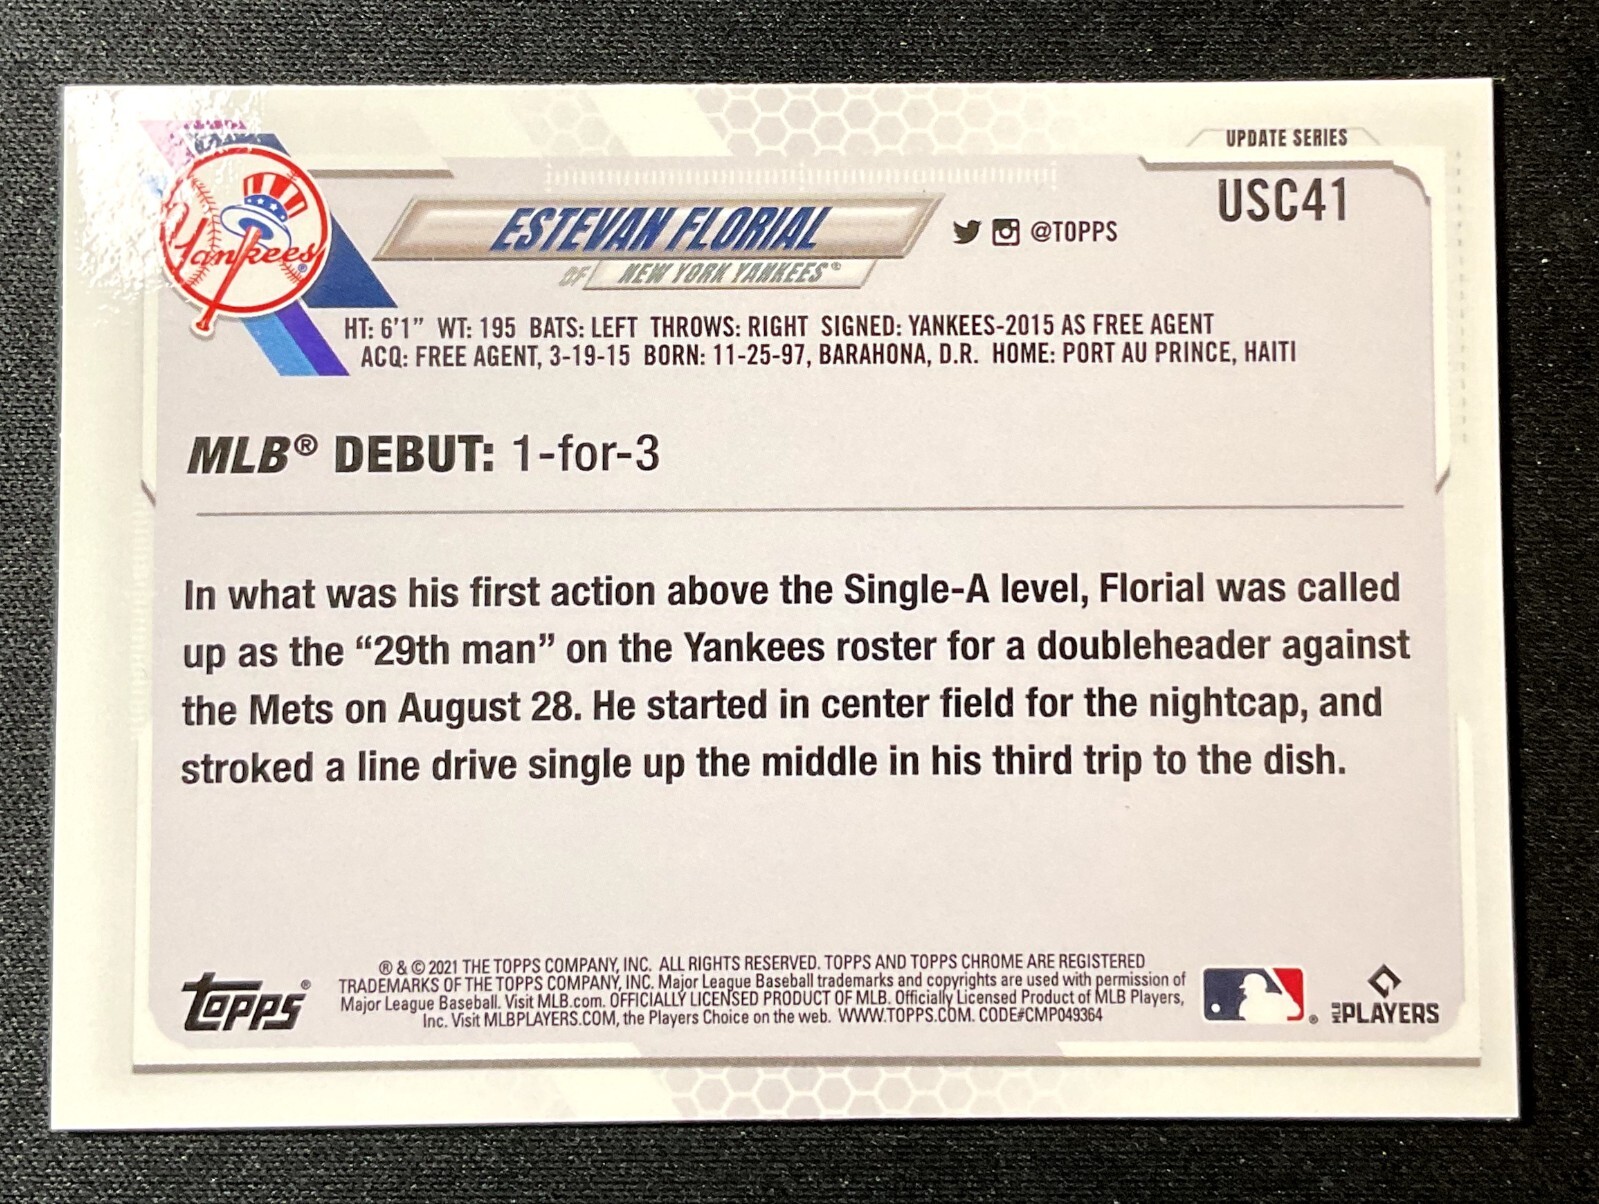 UPDATE SERIES
USC41
Yankees®
ESTEVAN FLORIAL
@TOPPS
OF NEW YORK YANKEES®
HT: 6'1" WT: 195 BATS: LEFT THROWS: RIGHT SIGNED: YANKEES-2015 AS FREE AGENT
ACQ: FREE AGENT, 3-19-15 BORN: 11-25-97, BARAHONA, D.R. HOME: PORT AU PRINCE, HAITI
MLB® DEBUT: 1-for-3
In what was his first action above the Single-A level, Florial was called
up as the “29th man” on the Yankees roster for a doubleheader against
the Mets on August 28. He started in center field for the nightcap, and
stroked a line drive single up the middle in his third trip to the dish.
® & © 2021 THE TOPPS COMPANY, INC. ALL RIGHTS RESERVED. TOPPS AND TOPPS CHROME ARE REGISTERED
TRADEMARKS OF THE TOPPS COMPANY, INC. Major League Baseball trademarks and copyrights are used with permission of
Major League Baseball. Visit MLB.com. OFFICIALLY LICENSED PRODUCT OF MLB. Officially Licensed Product of MLB Players,
Inc. Visit MLBPLAYERS.COM, the Players Choice on the web. WWW.TOPPS.COM. CODE#CMP049364
topps®
®
MLB PLAYERS